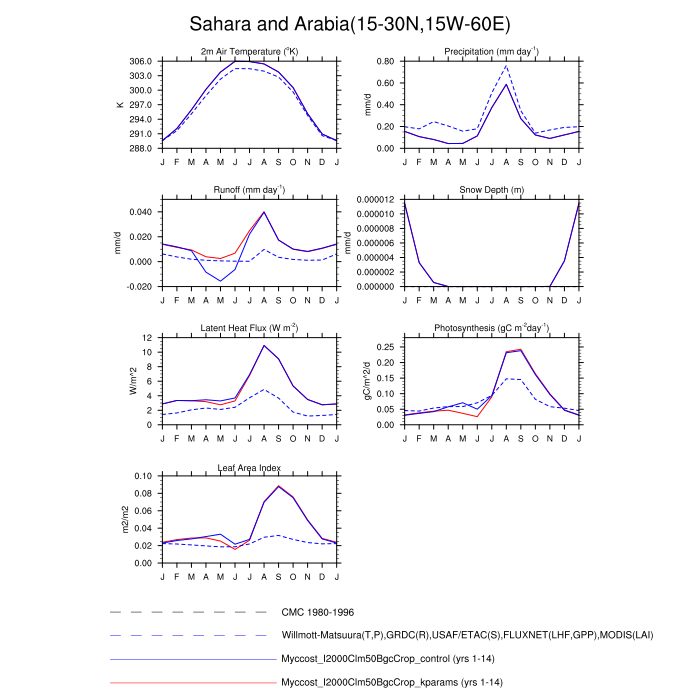 Sahara and Arabia(15-30N,15W-60E)
2m Air Temperature (°K)
306.0
303.0
300.0
297.0
294.0
291.0
288.0
K
J F M A M J J A S O N D J
Precipitation (mm day⁻¹)
0.80
0.60
0.40
0.20
0.00
mm/d
J F M A M J J A S O N D J
Runoff (mm day⁻¹)
0.040
0.020
0.000
-0.020
mm/d
J F M A M J J A S O N D J
Snow Depth (m)
0.000012
0.000010
0.000008
0.000006
0.000004
0.000002
0.000000
mm/d
J F M A M J J A S O N D J
Latent Heat Flux (W m⁻²)
12
10
8
6
4
2
0
W/m^2
J F M A M J J A S O N D J
Photosynthesis (gC m⁻²day⁻¹)
0.25
0.20
0.15
0.10
0.05
0.00
gC/m^2/d
J F M A M J J A S O N D J
Leaf Area Index
0.10
0.08
0.06
0.04
0.02
0.00
m2/m2
J F M A M J J A S O N D J
CMC 1980-1996
Willmott-Matsuura(T,P),GRDC(R),USAF/ETAC(S),FLUXNET(LHF,GPP),MODIS(LAI)
Myccost_I2000Clm50BgcCrop_control (yrs 1-14)
Myccost_I2000Clm50BgcCrop_kparams (yrs 1-14)